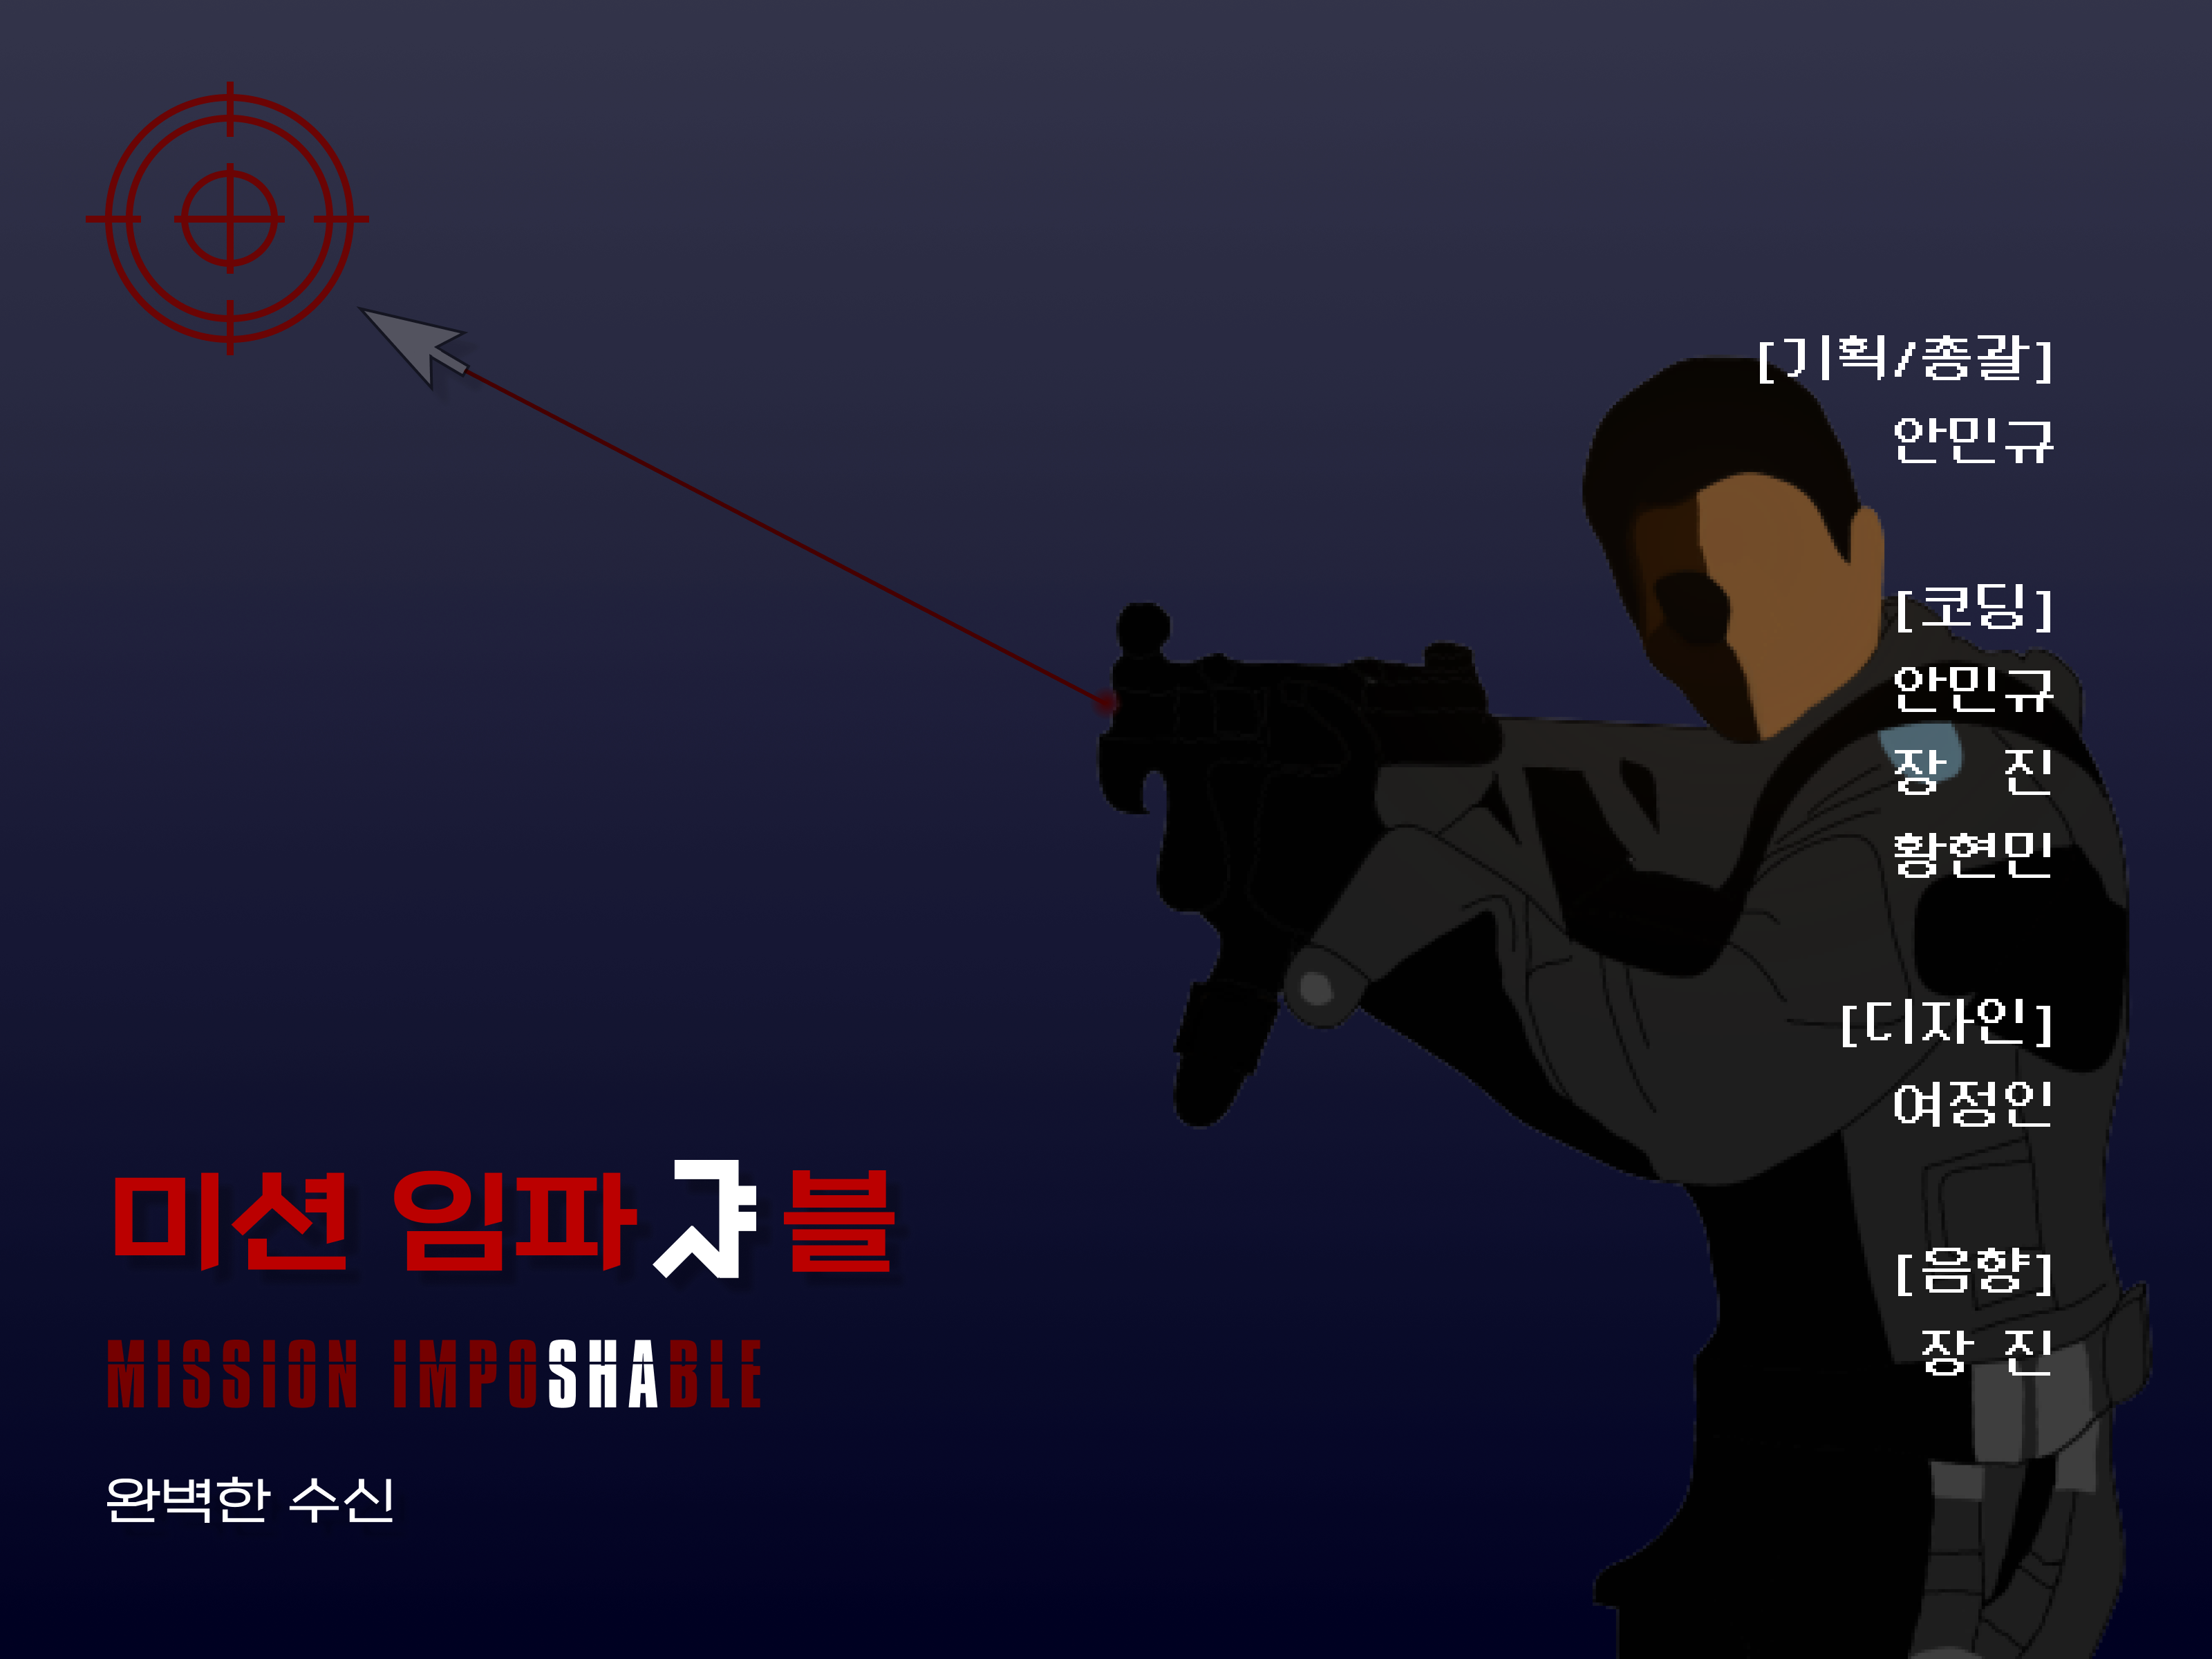 미션 임파샤블
MISSION IMPOSHABLE
완벽한 수신
[기획/총괄]
안민규
[코딩]
안민규
장 진
황현민
[디자인]
여정인
[음향]
장 진